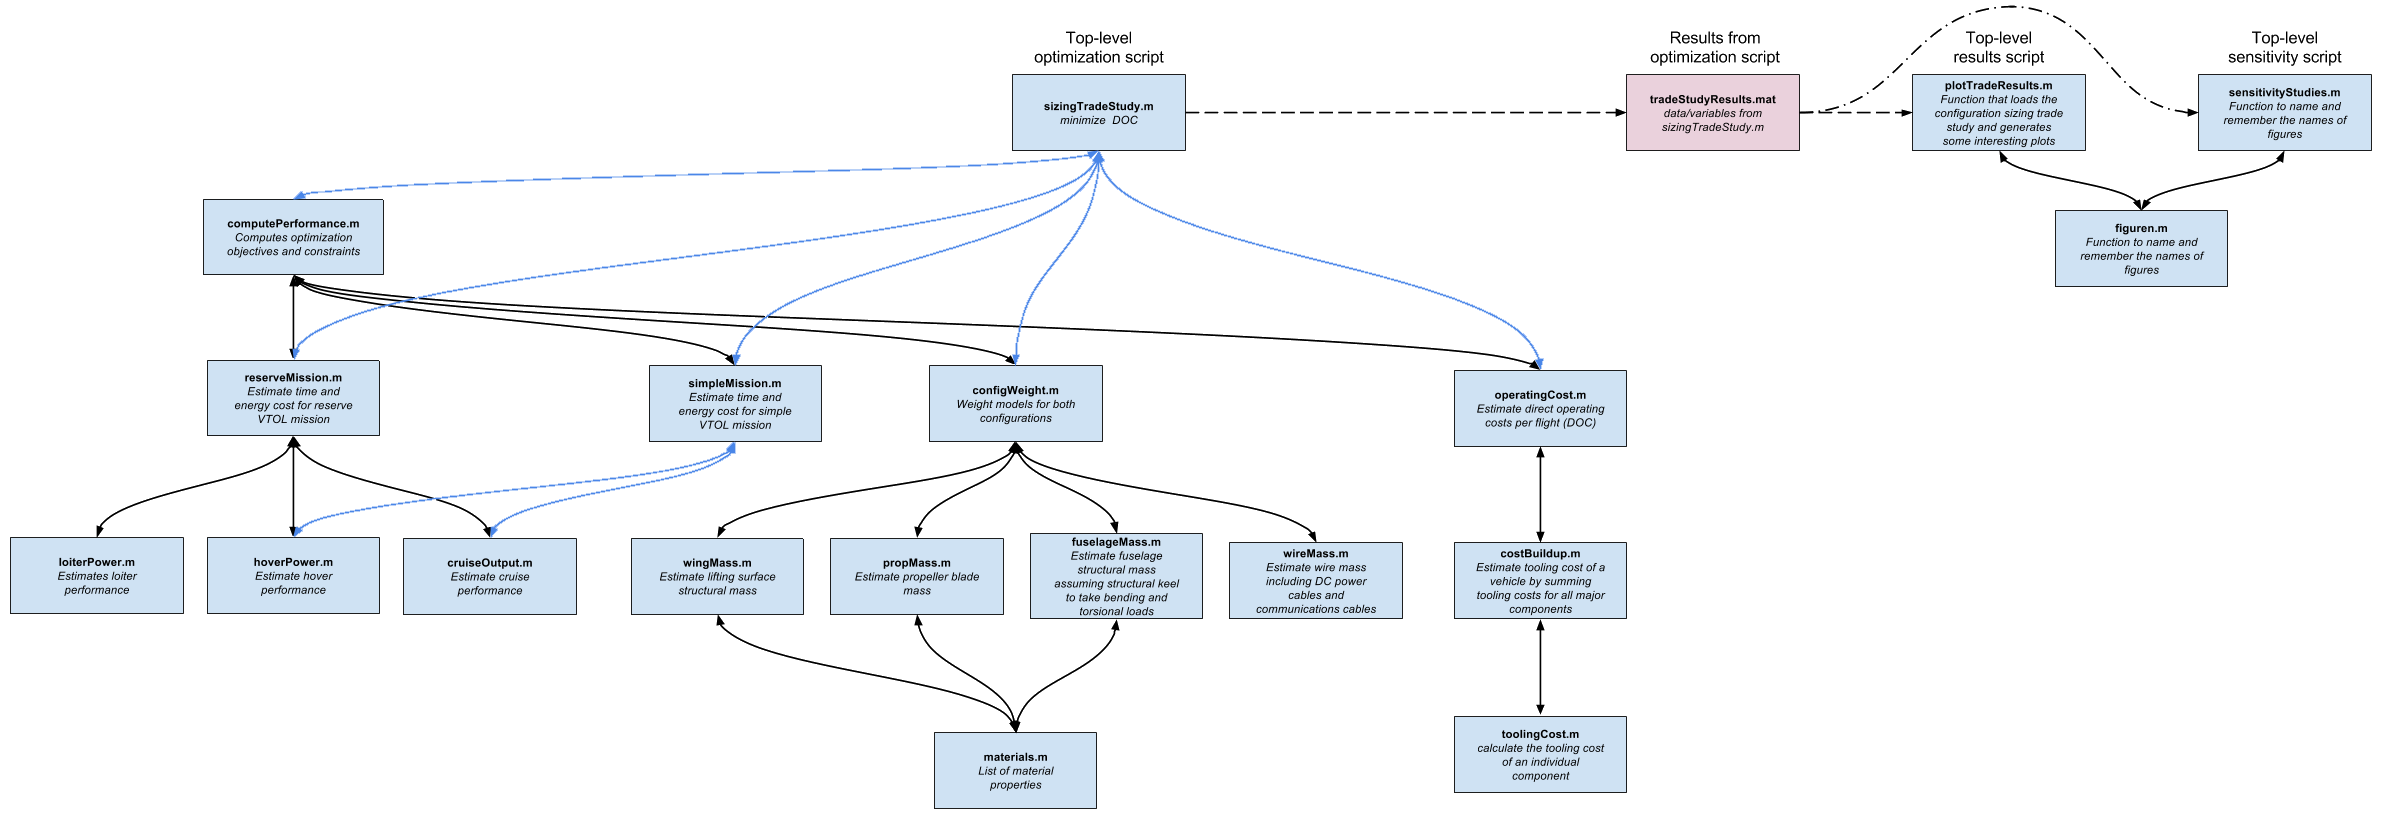 Top-level
optimization script
Results from
optimization script
Top-level
results script
Top-level
sensitivity script
sizingTradeStudy.m
minimize DOC
tradeStudyResults.mat
data/variables from
sizingTradeStudy.m
plotTradeResults.m
Function that loads the
configuration sizing trade
study and generates
some interesting plots
sensitivityStudies.m
Function to name and
remember the names of
figures
computePerformance.m
Computes optimization
objectives and constraints
figuren.m
Function to name and
remember the names of
figures
reserveMission.m
Estimate time and
energy cost for reserve
VTOL mission
simpleMission.m
Estimate time and
energy cost for simple
VTOL mission
configWeight.m
Weight models for both
configurations
operatingCost.m
Estimate direct operating
costs per flight (DOC)
loiterPower.m
Estimates loiter
performance
hoverPower.m
Estimate hover
performance
cruiseOutput.m
Estimate cruise
performance
wingMass.m
Estimate lifting surface
structural mass
propMass.m
Estimate propeller blade
mass
fuselageMass.m
Estimate fuselage
structural mass
assuming structural keel
to take bending and
torsional loads
wireMass.m
Estimate wire mass
including DC power
cables and
communications cables
costBuildup.m
Estimate tooling cost of a
vehicle by summing
tooling costs for all major
components
materials.m
List of material
properties
toolingCost.m
calculate the tooling cost
of an individual
component